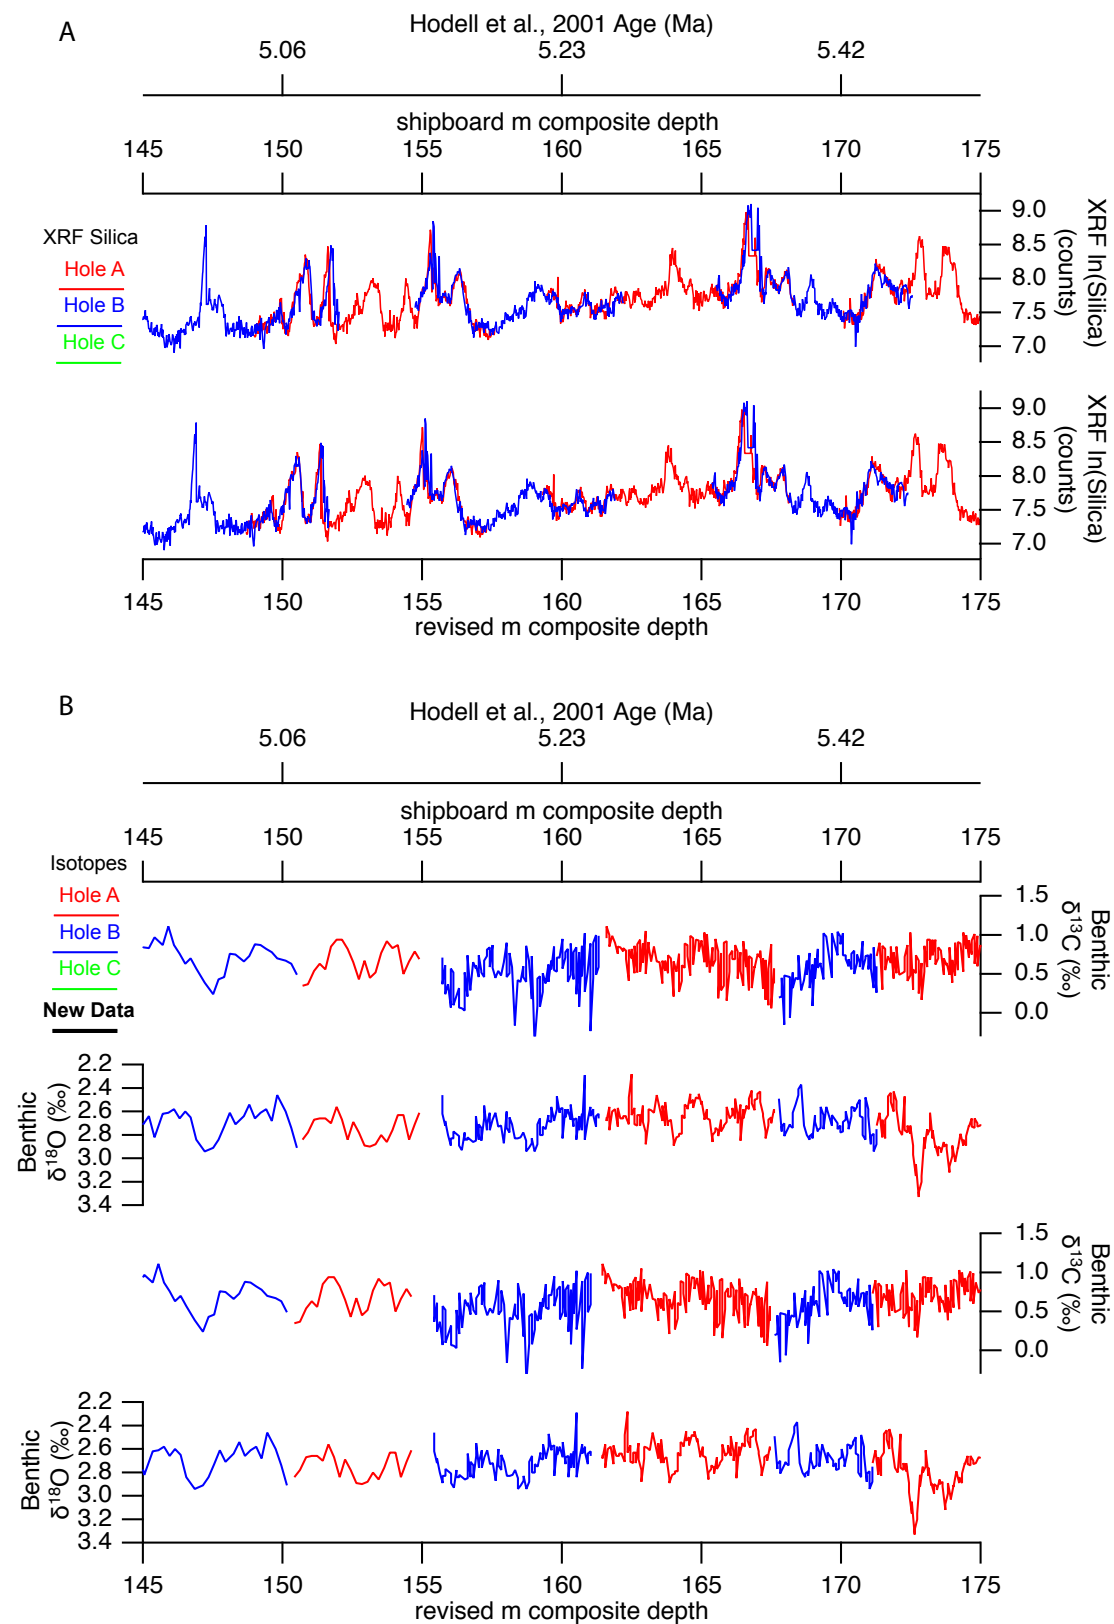 A
Hodell et al., 2001 Age (Ma)
5.06 5.23 5.42
shipboard m composite depth
145 150 155 160 165 170 175
XRF Silica
Hole A
Hole B
Hole C
9.0
8.5
8.0
7.5
7.0
XRF ln(Silica)
(counts)
9.0
8.5
8.0
7.5
7.0
XRF ln(Silica)
(counts)
145 150 155 160 165 170 175
revised m composite depth
B
Hodell et al., 2001 Age (Ma)
5.06 5.23 5.42
shipboard m composite depth
145 150 155 160 165 170 175
Isotopes
Hole A
Hole B
Hole C
New Data
1.5
1.0
0.5
0.0
Benthic
δ¹³C (‰)
2.2
2.4
2.6
2.8
3.0
3.2
3.4
Benthic
δ¹⁸O (‰)
1.5
1.0
0.5
0.0
Benthic
δ¹³C (‰)
2.2
2.4
2.6
2.8
3.0
3.2
3.4
Benthic
δ¹⁸O (‰)
145 150 155 160 165 170 175
revised m composite depth